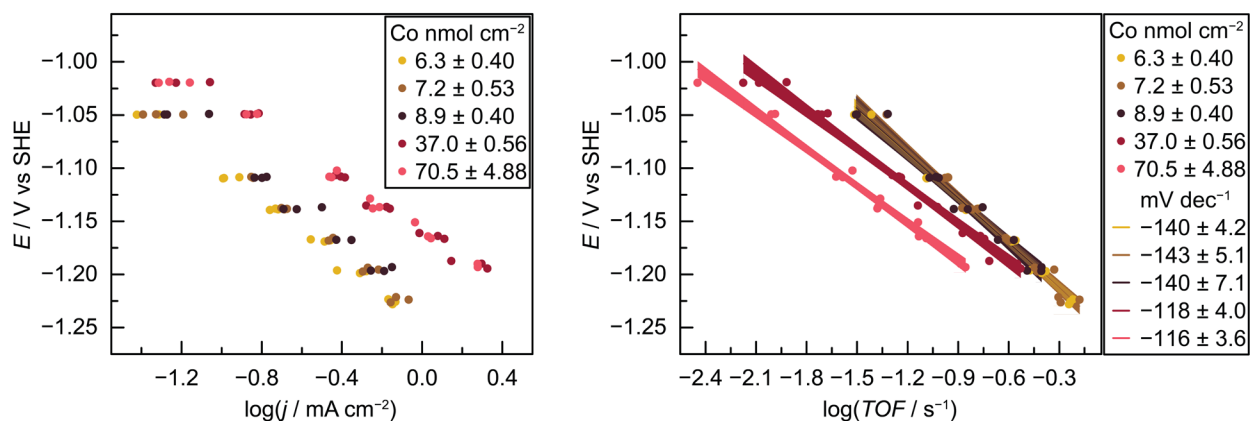 Co nmol cm⁻²
6.3 ± 0.40
7.2 ± 0.53
8.9 ± 0.40
37.0 ± 0.56
70.5 ± 4.88
−1.00
−1.05
−1.10
−1.15
−1.20
−1.25
E / V vs SHE
−1.2
−0.8
−0.4
0.0
0.4
log(j / mA cm⁻²)
Co nmol cm⁻²
6.3 ± 0.40
7.2 ± 0.53
8.9 ± 0.40
37.0 ± 0.56
70.5 ± 4.88
mV dec⁻¹
−140 ± 4.2
−143 ± 5.1
−140 ± 7.1
−118 ± 4.0
−116 ± 3.6
−1.00
−1.05
−1.10
−1.15
−1.20
−1.25
E / V vs SHE
−2.4
−2.1
−1.8
−1.5
−1.2
−0.9
−0.6
−0.3
log(TOF / s⁻¹)